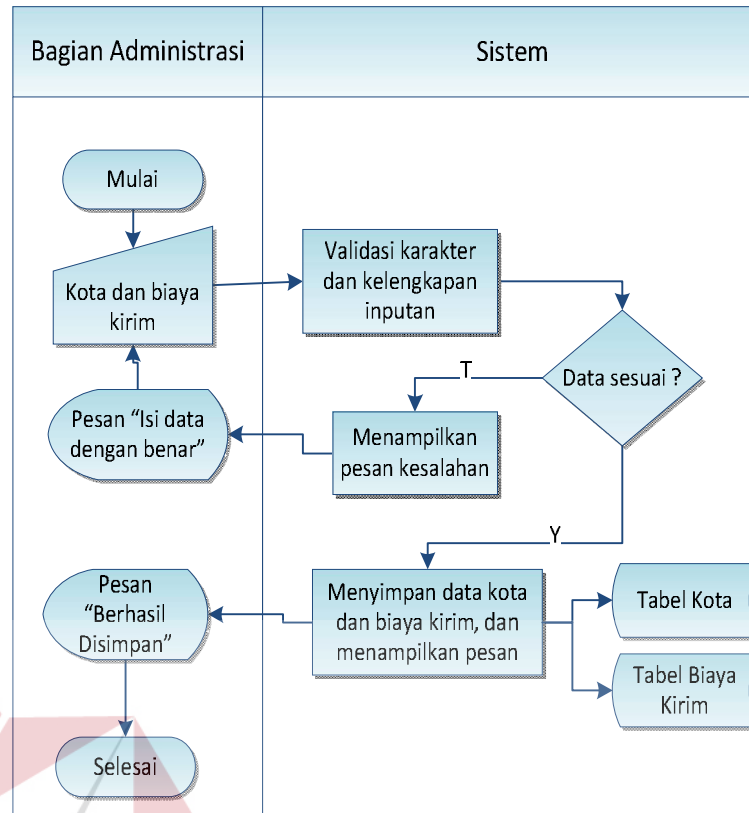 Bagian Administrasi
Sistem
Mulai
Kota dan biaya
kirim
Validasi karakter
dan kelengkapan
inputan
Data sesuai ?
T
Menampilkan
pesan kesalahan
Pesan “Isi data
dengan benar”
Y
Menyimpan data kota
dan biaya kirim, dan
menampilkan pesan
Tabel Kota
Tabel Biaya
Kirim
Pesan
“Berhasil
Disimpan”
Selesai